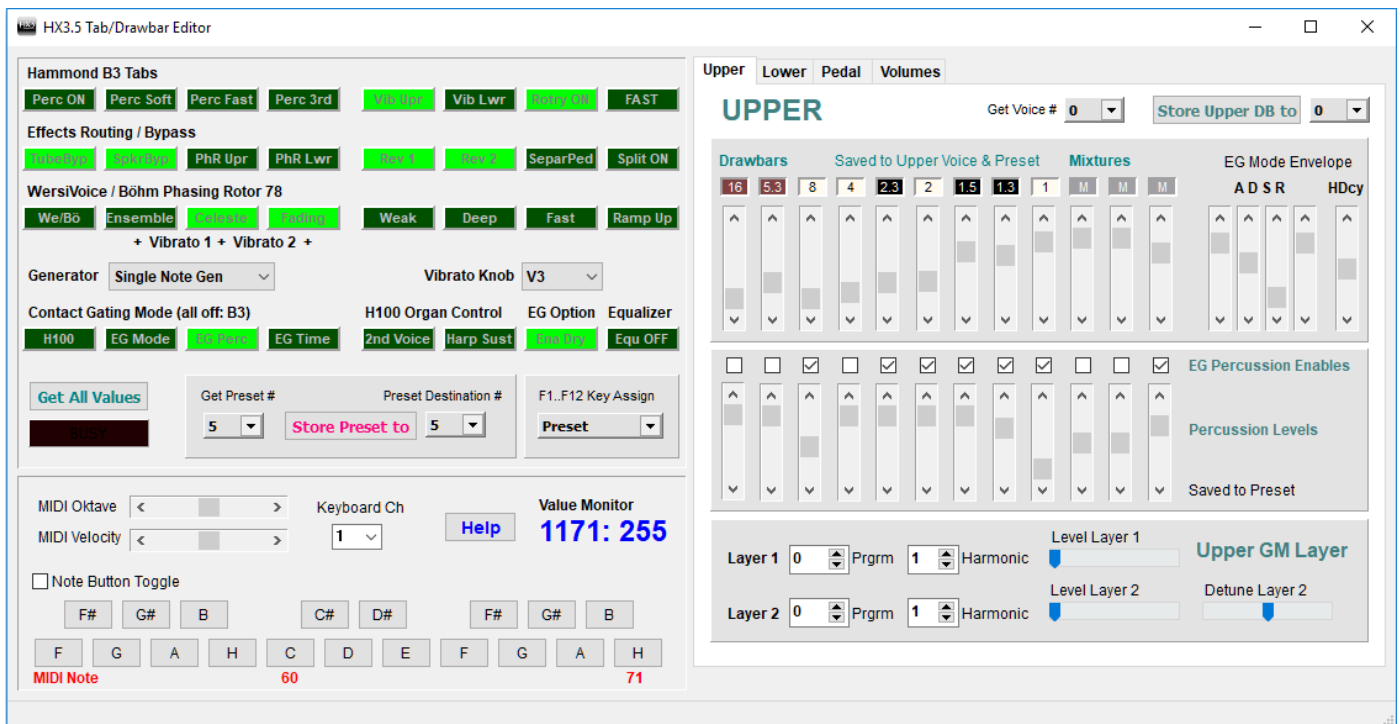 HX3.5 Tab/Drawbar Editor
Hammond B3 Tabs
Perc ON Perc Soft Perc Fast Perc 3rd Vib Upr Vib Lwr Rotry ON FAST
Effects Routing / Bypass
TubeByp SpkrByp PhR Upr PhR Lwr Rev 1 Rev 2 SeparPed Split ON
WersiVoice / Böhm Phasing Rotor 78
We/Bö Ensemble Celeste Fading Weak Deep Fast Ramp Up
+ Vibrato 1 + Vibrato 2 +
Generator Single Note Gen Vibrato Knob V3
Contact Gating Mode (all off: B3) H100 Organ Control EG Option Equalizer
H100 EG Mode EG Perc EG Time 2nd Voice Harp Sust Ena Dry Equ OFF
Get All Values
BUSY
Get Preset # Preset Destination #
5 Store Preset to 5
F1..F12 Key Assign
Preset
MIDI Oktave
MIDI Velocity
Keyboard Ch
1
Help
Value Monitor
1171: 255
Note Button Toggle
F# G# B C# D# F# G# B
F G A H C D E F G A H
MIDI Note 60 71
Upper Lower Pedal Volumes
UPPER Get Voice # 0 Store Upper DB to 0
Drawbars Saved to Upper Voice & Preset Mixtures EG Mode Envelope
16 5.3 8 4 2.3 2 1.5 1.3 1 M M M A D S R HDcy
EG Percussion Enables
Percussion Levels
Saved to Preset
Layer 1 0 Prgrm 1 Harmonic Level Layer 1 Upper GM Layer
Layer 2 0 Prgrm 1 Harmonic Level Layer 2 Detune Layer 2